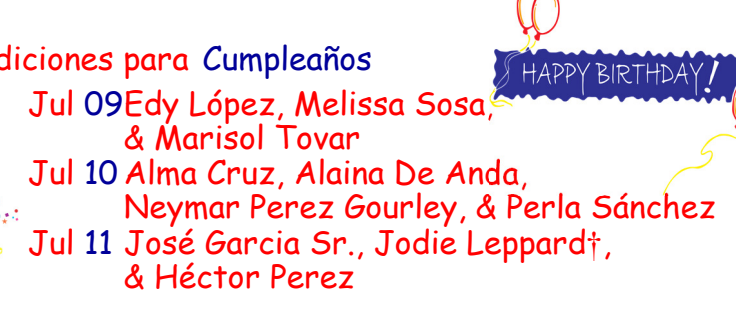 diciones para Cumpleaños
HAPPY BIRTHDAY!
Jul 09 Edy López, Melissa Sosa,
& Marisol Tovar
Jul 10 Alma Cruz, Alaina De Anda,
Neymar Perez Gourley, & Perla Sánchez
Jul 11 José Garcia Sr., Jodie Leppard†,
& Héctor Perez